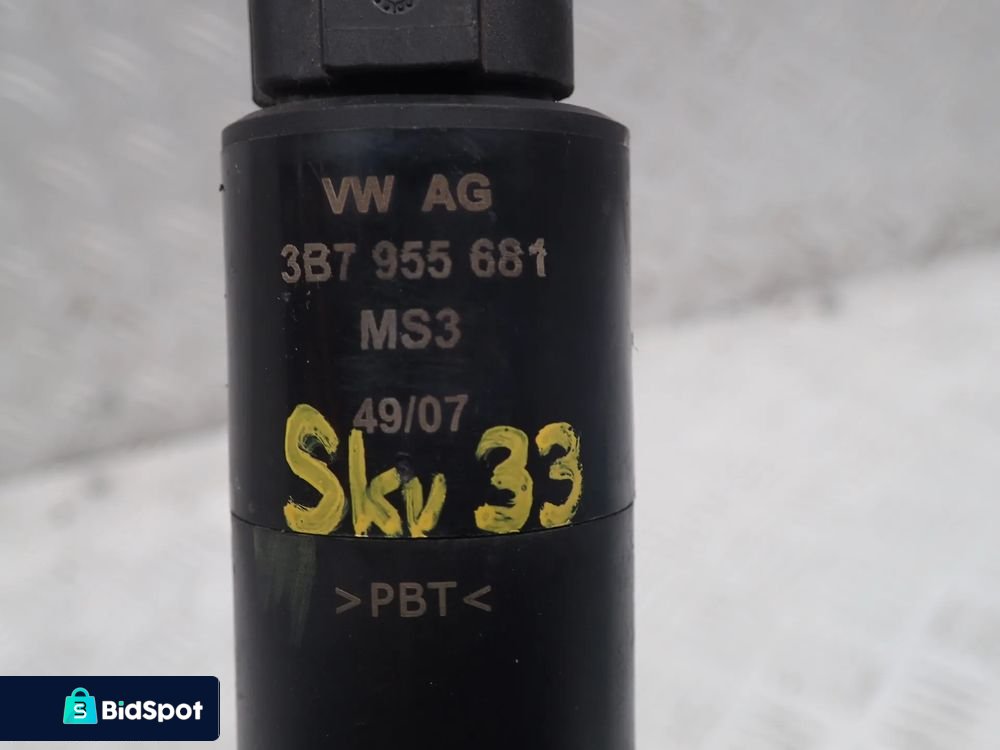 VW AG
3B7 955 681
MS3
49/07
Skv 33
>PBT<
BidSpot